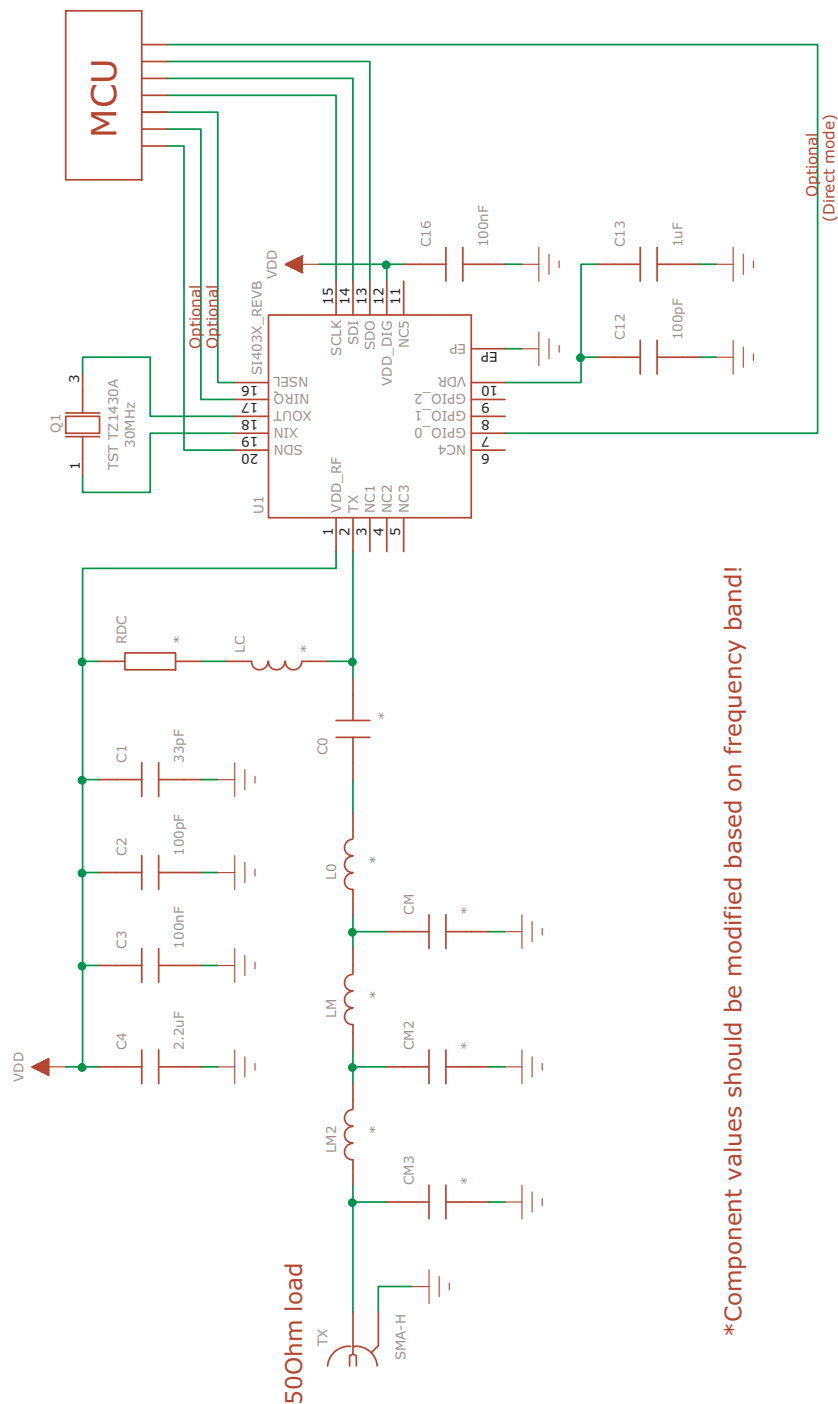 MCU
Optional
(Direct mode)
VDD
C16
100nF
C13
1uF
C12
100pF
Optional
Optional
SI403X_REVB
U1
15
14
13
12
11
SCLK
SDI
SDO
VDD_DIG
NC5
EP
EP
VDR
GPIO_2
GPIO_1
GPIO_0
NC4
10
9
8
7
6
NSEL
NIRQ
XOUT
XIN
SDN
16
17
18
19
20
VDD_RF
TX
NC1
NC2
NC3
1
2
3
4
5
Q1
3
1
TST TZ1430A
30MHz
RDC
*
LC
*
C0
*
C1
33pF
C2
100pF
C3
100nF
C4
2.2uF
VDD
L0
*
CM
*
LM
*
CM2
*
LM2
*
CM3
*
50Ohm load
TX
SMA-H
*Component values should be modified based on frequency band!